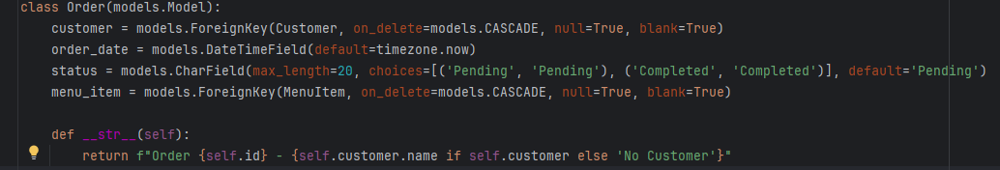 class Order(models.Model):
    customer = models.ForeignKey(Customer, on_delete=models.CASCADE, null=True, blank=True)
    order_date = models.DateTimeField(default=timezone.now)
    status = models.CharField(max_length=20, choices=[('Pending', 'Pending'), ('Completed', 'Completed')], default='Pending')
    menu_item = models.ForeignKey(MenuItem, on_delete=models.CASCADE, null=True, blank=True)
    def __str__(self):
        return f"Order {self.id} - {self.customer.name if self.customer else 'No Customer'}"